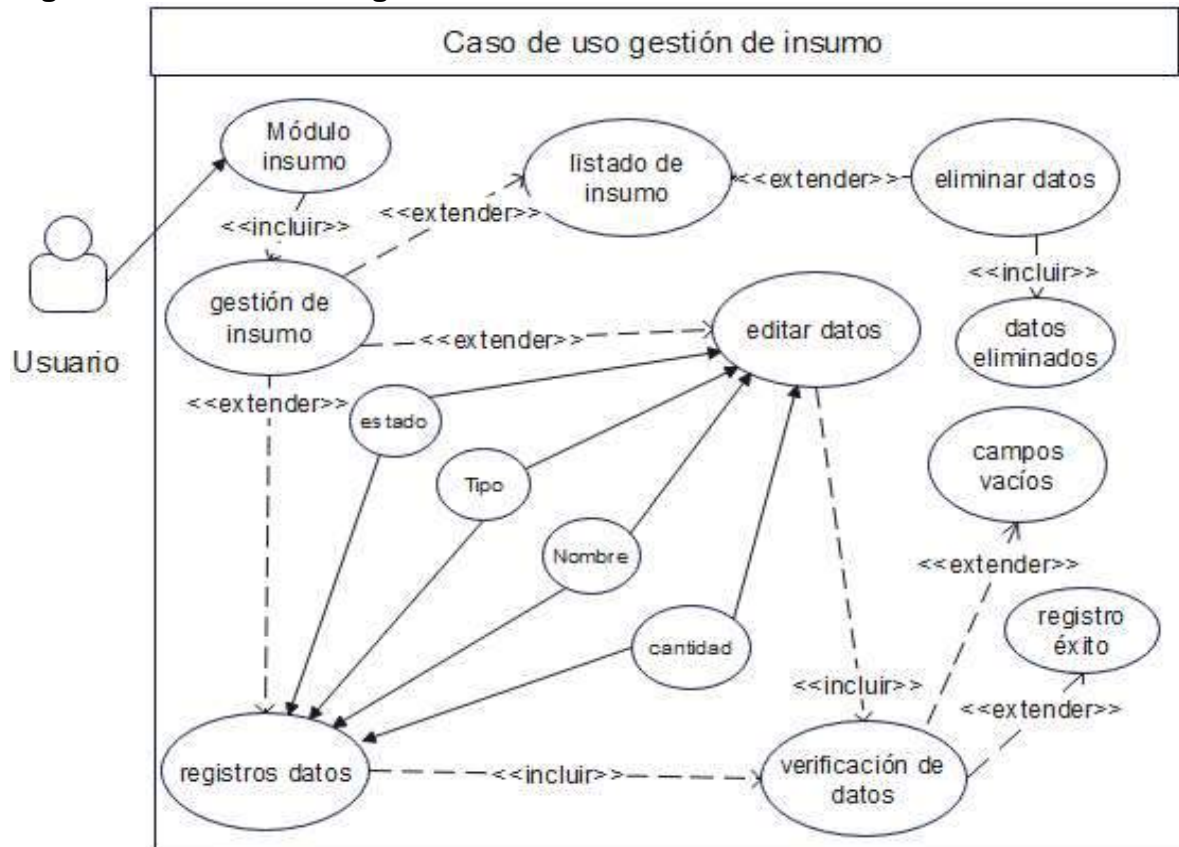 Caso de uso gestión de insumo
Módulo
insumo
listado de
insumo
<<extender>>
eliminar datos
<<extender>>
<<incluir>>
<<incluir>>
gestión de
insumo
editar datos
datos
eliminados
<<extender>>
Usuario
<<extender>>
estado
campos
vacíos
Tipo
Nombre
<<extender>>
registro
éxito
cantidad
<<incluir>>
<<extender>>
registros datos
<<incluir>>
verificación de
datos